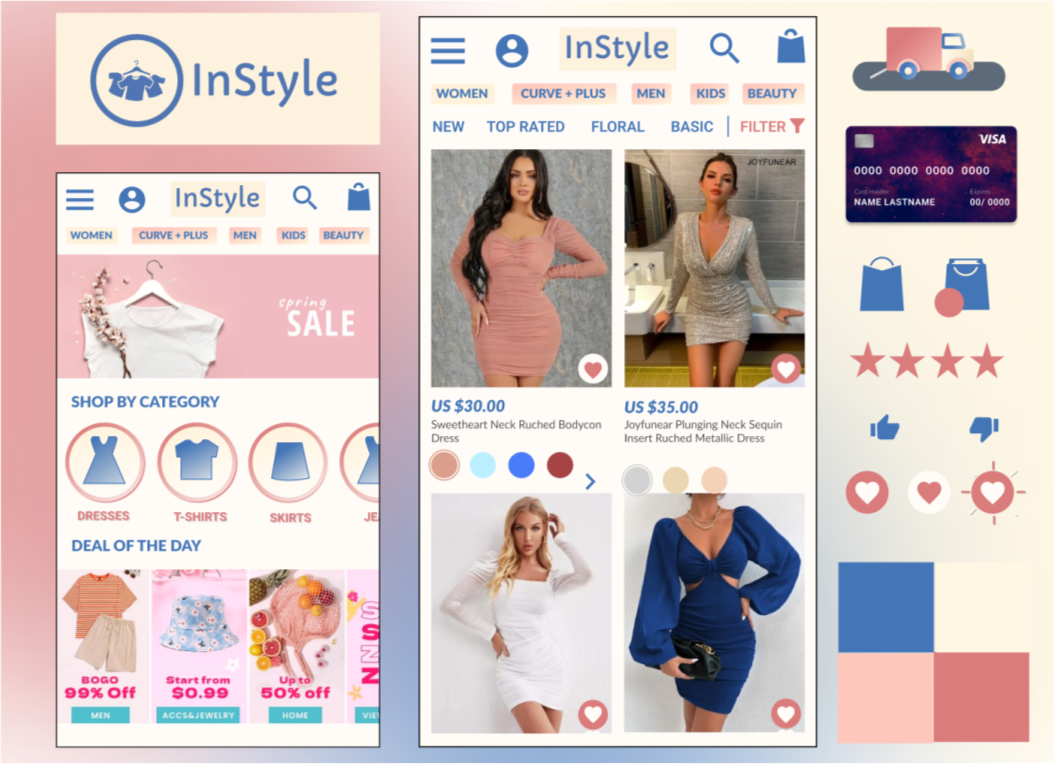 InStyle
InStyle
WOMEN CURVE + PLUS MEN KIDS BEAUTY
spring
SALE
SHOP BY CATEGORY
DRESSES T-SHIRTS SKIRTS JE
DEAL OF THE DAY
BOGO
99% Off
MEN
Start from
$0.99
ACCS&JEWELRY
Up to
50% off
HOME
VIE
InStyle
WOMEN CURVE + PLUS MEN KIDS BEAUTY
NEW TOP RATED FLORAL BASIC FILTER
JOYFUNEAR
US $30.00
Sweetheart Neck Ruched Bodycon
Dress
US $35.00
Joyfunear Plunging Neck Sequin
Insert Ruched Metallic Dress
VISA
0000 0000 0000 0000
Card Holder Expires
NAME LASTNAME 00/ 0000